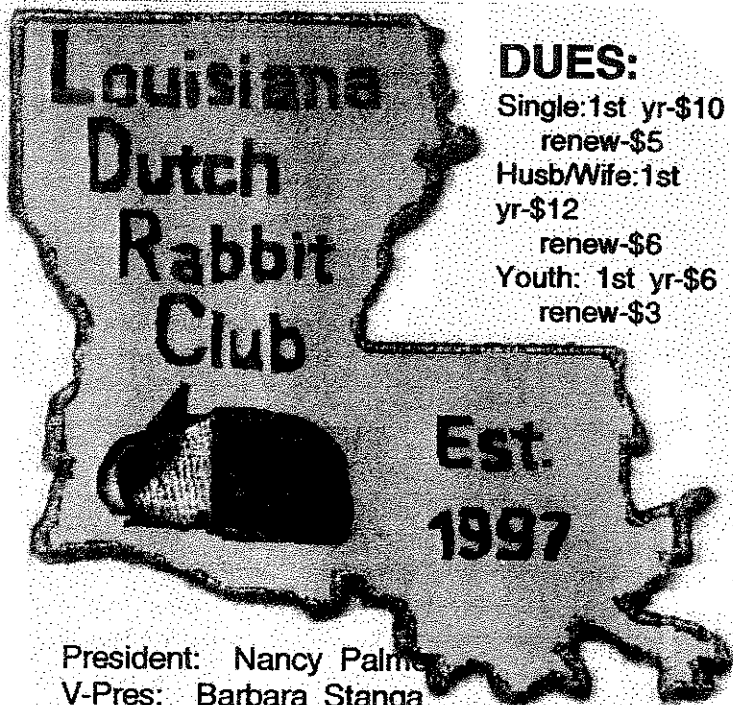 Louisiana
Dutch
Rabbit
Club
Est.
1997
DUES:
Single:1st yr-$10
renew-$5
Husb/Wife:1st
yr-$12
renew-$6
Youth: 1st yr-$6
renew-$3
President: Nancy
V-Pres: Barbara Stanga